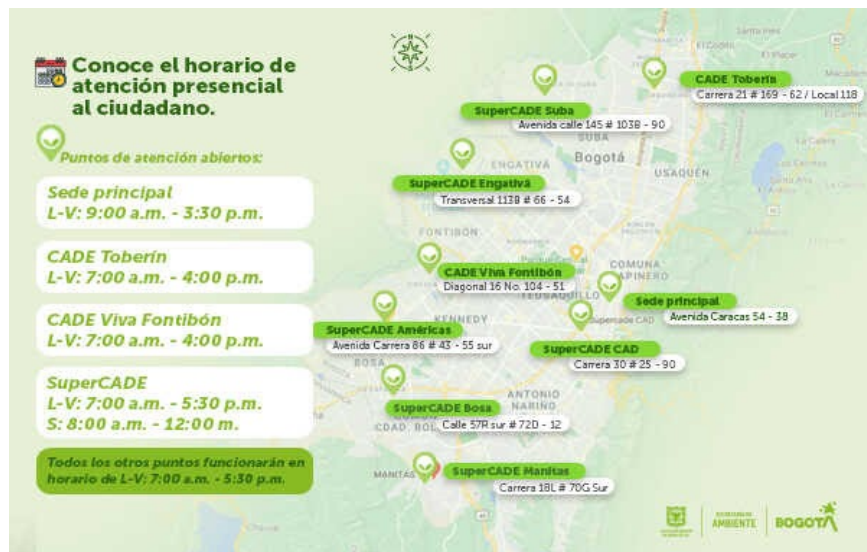 Conoce el horario de
atención presencial
al ciudadano.
Puntos de atención abiertos:
Sede principal
L-V: 9:00 a.m. - 3:30 p.m.
CADE Toberín
L-V: 7:00 a.m. - 4:00 p.m.
CADE Viva Fontibón
L-V: 7:00 a.m. - 4:00 p.m.
SuperCADE
L-V: 7:00 a.m. - 5:30 p.m.
S: 8:00 a.m. - 12:00 m.
Todos los otros puntos funcionarán en
horario de L-V: 7:00 a.m. - 5:30 p.m.
CADE Toberín
Carrera 21 # 169 - 62 / Local 118
SuperCADE Suba
Avenida calle 145 # 103B - 90
SUBA
Bogotá
ENGATIVÁ
USAQUÉN
SuperCADE Engativá
Transversal 113B # 66 - 54
FONTIBÓN
CADE Viva Fontibón
Diagonal 16 No. 104 - 51
COMUNA
TEUSAQUILLO
Sede principal
Avenida Caracas 54 - 38
KENNEDY
Supercade CAD
SuperCADE Américas
Avenida Carrera 86 # 43 - 55 sur
SuperCADE CAD
Carrera 30 # 25 - 90
BOSA
ANTONIO
NARIÑO
SuperCADE Bosa
Calle 57R sur # 72D - 12
CDAD. BOL
MANITAS
SuperCADE Manitas
Carrera 18L # 70G Sur
AMBIENTE
BOGOTÁ